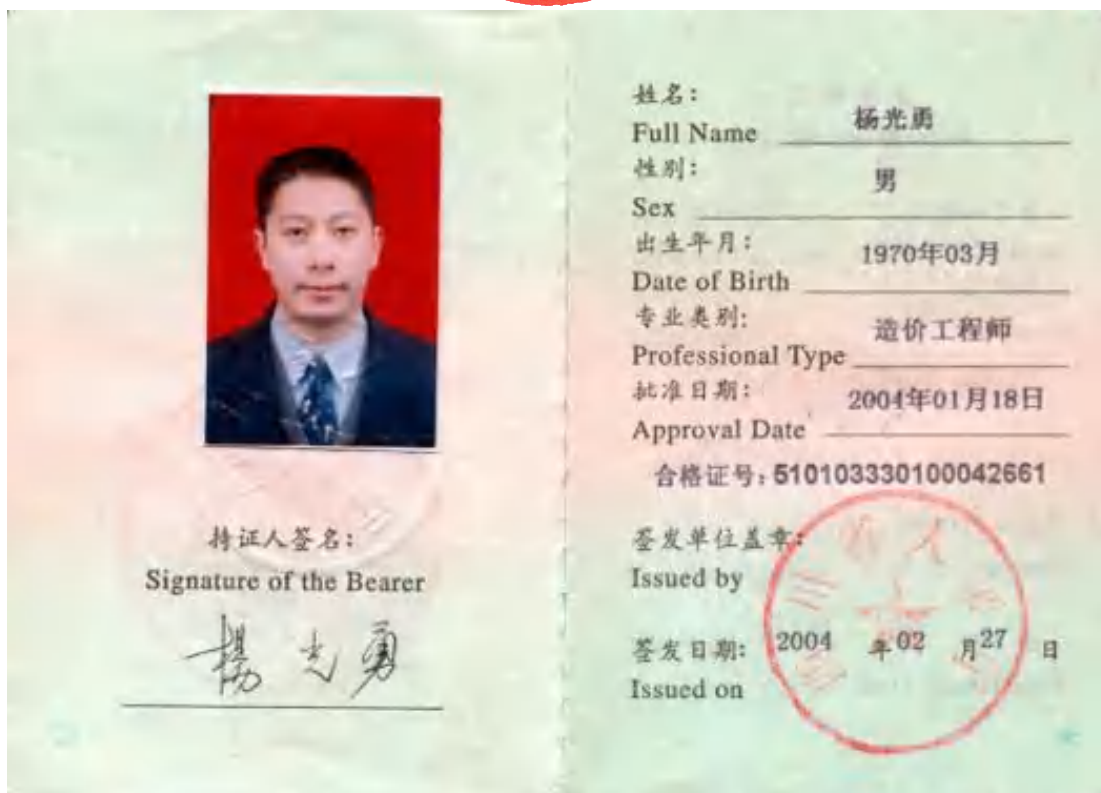 持证人签名：
Signature of the Bearer
楊光勇
姓名：
Full Name 杨光勇
性别：
Sex 男
出生年月：
Date of Birth 1970年03月
专业类别：
Professional Type 造价工程师
批准日期：
Approval Date 2004年01月18日
合格证号：510103330100042661
签发单位盖章：
Issued by
签发日期： 2004 年 02 月 27 日
Issued on